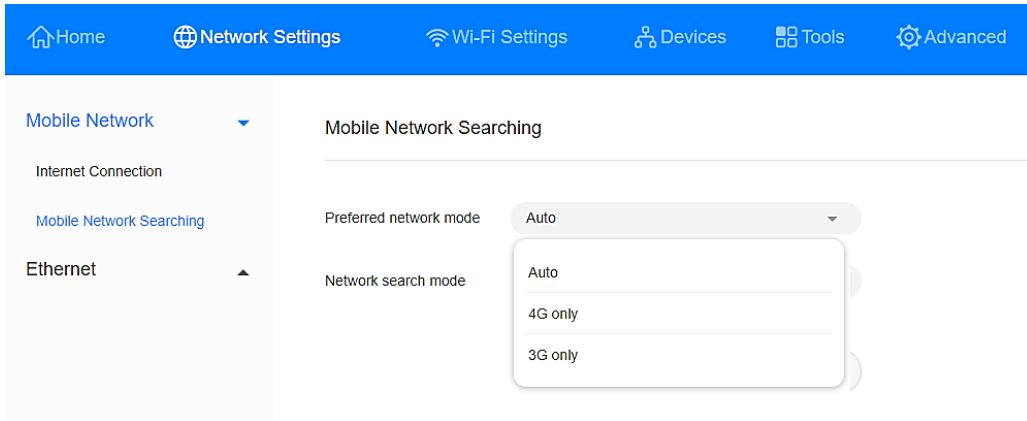 Home Network Settings Wi-Fi Settings Devices Tools Advanced
Mobile Network
Internet Connection
Mobile Network Searching
Ethernet
Mobile Network Searching
Preferred network mode Auto
Auto
Network search mode
4G only
3G only